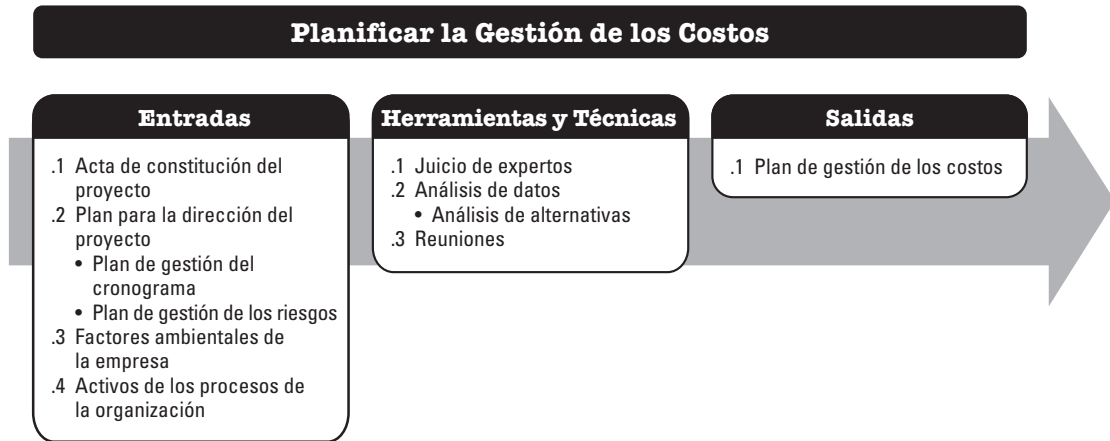 Planificar la Gestión de los Costos
Entradas
.1 Acta de constitución del
proyecto
.2 Plan para la dirección del
proyecto
• Plan de gestión del
cronograma
• Plan de gestión de los riesgos
.3 Factores ambientales de
la empresa
.4 Activos de los procesos de
la organización
Herramientas y Técnicas
.1 Juicio de expertos
.2 Análisis de datos
• Análisis de alternativas
.3 Reuniones
Salidas
.1 Plan de gestión de los costos